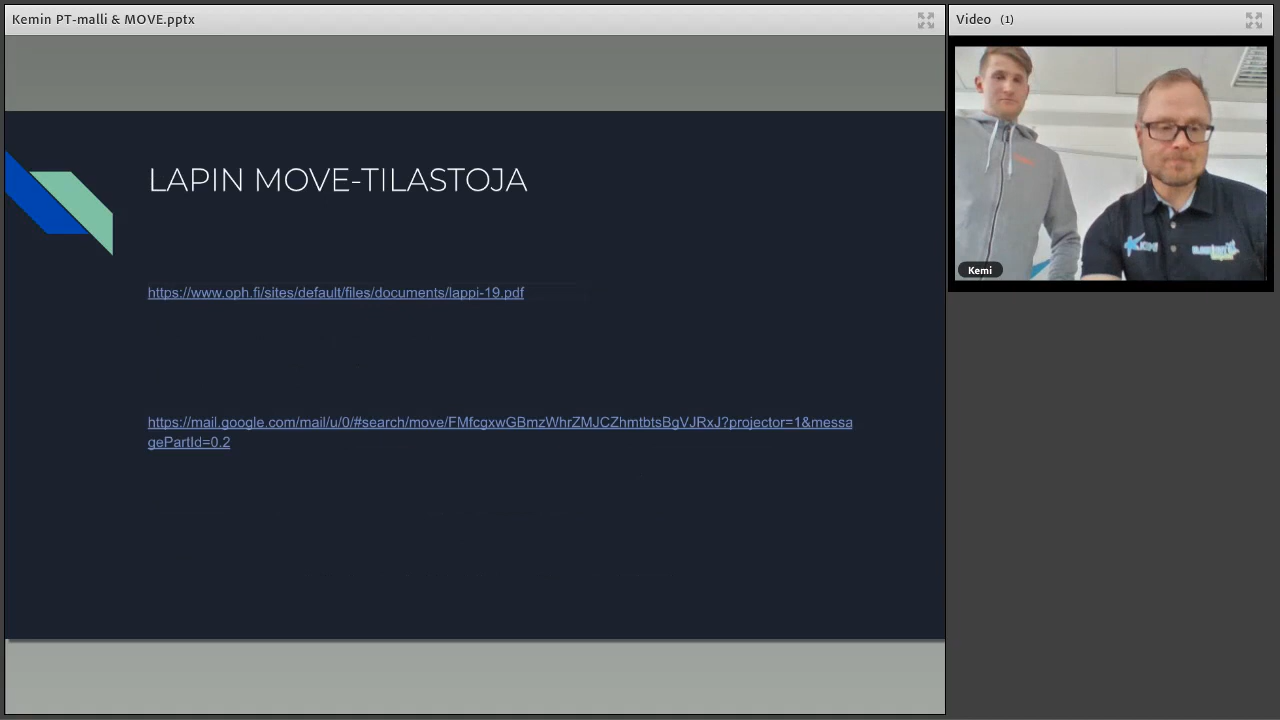 Kemin PT-malli & MOVE.pptx
Video (1)
LAPIN MOVE-TILASTOJA
https://www.oph.fi/sites/default/files/documents/lappi-19.pdf
https://mail.google.com/mail/u/0/#search/move/FMfcgxwGBmzWhrZMJCZhmtbtsBgVJRxJ?projector=1&messa
gePartId=0.2
Kemi